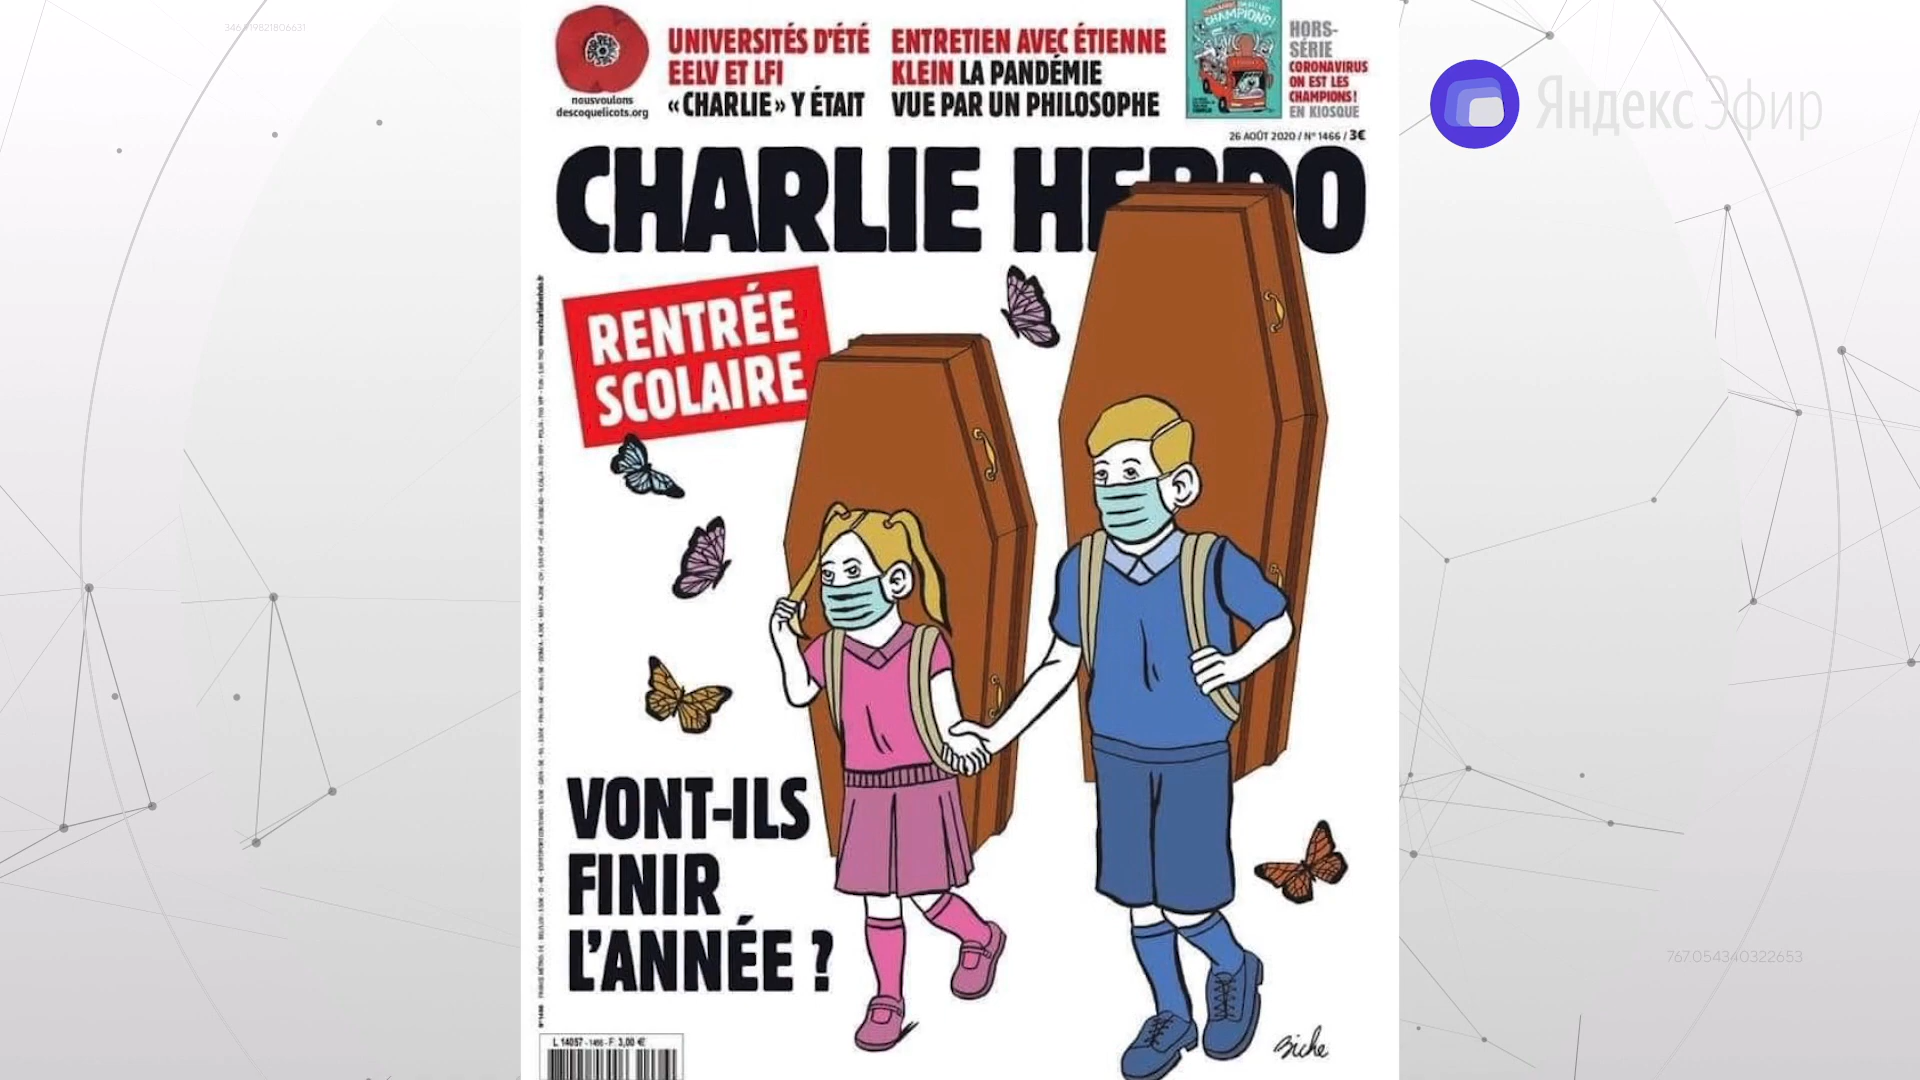 346919821806631
nousvoulons
descoquelicots.org
UNIVERSITÉS D'ÉTÉ
EELV ET LFI
« CHARLIE » Y ÉTAIT
ENTRETIEN AVEC ÉTIENNE
KLEIN LA PANDÉMIE
VUE PAR UN PHILOSOPHE
CHAMPIONS!
HORS-
SÉRIE
CORONAVIRUS
ON EST LES
CHAMPIONS!
EN KIOSQUE
Яндекс Эфир
26 AOÛT 2020 / N° 1466 / 3€
CHARLIE HEBDO
RENTRÉE
SCOLAIRE
VONT-ILS
FINIR
L'ANNÉE ?
767054340322653
L 14057 - 1466 - F: 3,00 €
Biche